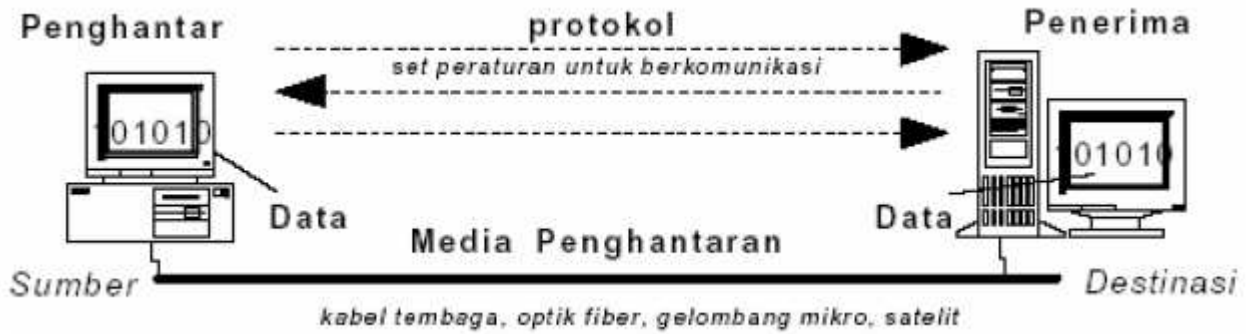 Penghantar
protokol
Penerima
set peraturan untuk berkomunikasi
101010
01010
Data
Data
Media Penghantaran
Sumber
Destinasi
kabel tembaga, optik fiber, gelombang mikro, satelit